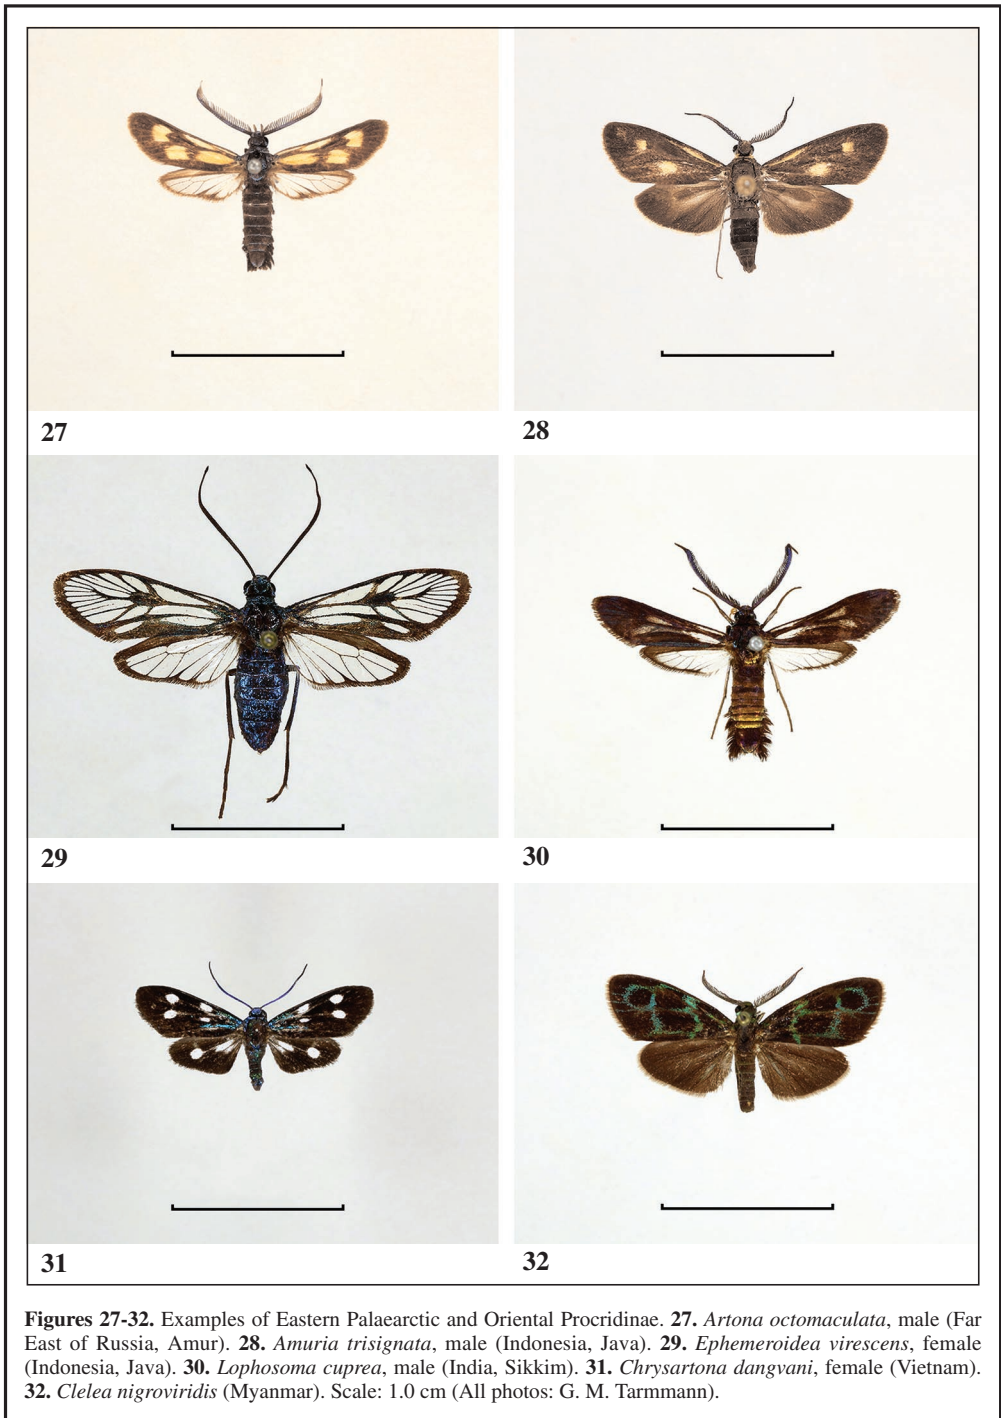 27
28
29
30
31
32
Figures 27-32. Examples of Eastern Palaearctic and Oriental Procridinae. 27. Artona octomaculata, male (Far
East of Russia, Amur). 28. Amuria trisignata, male (Indonesia, Java). 29. Ephemeroidea virescens, female
(Indonesia, Java). 30. Lophosoma cuprea, male (India, Sikkim). 31. Chrysartona dangvani, female (Vietnam).
32. Clelea nigroviridis (Myanmar). Scale: 1.0 cm (All photos: G. M. Tarmmann).